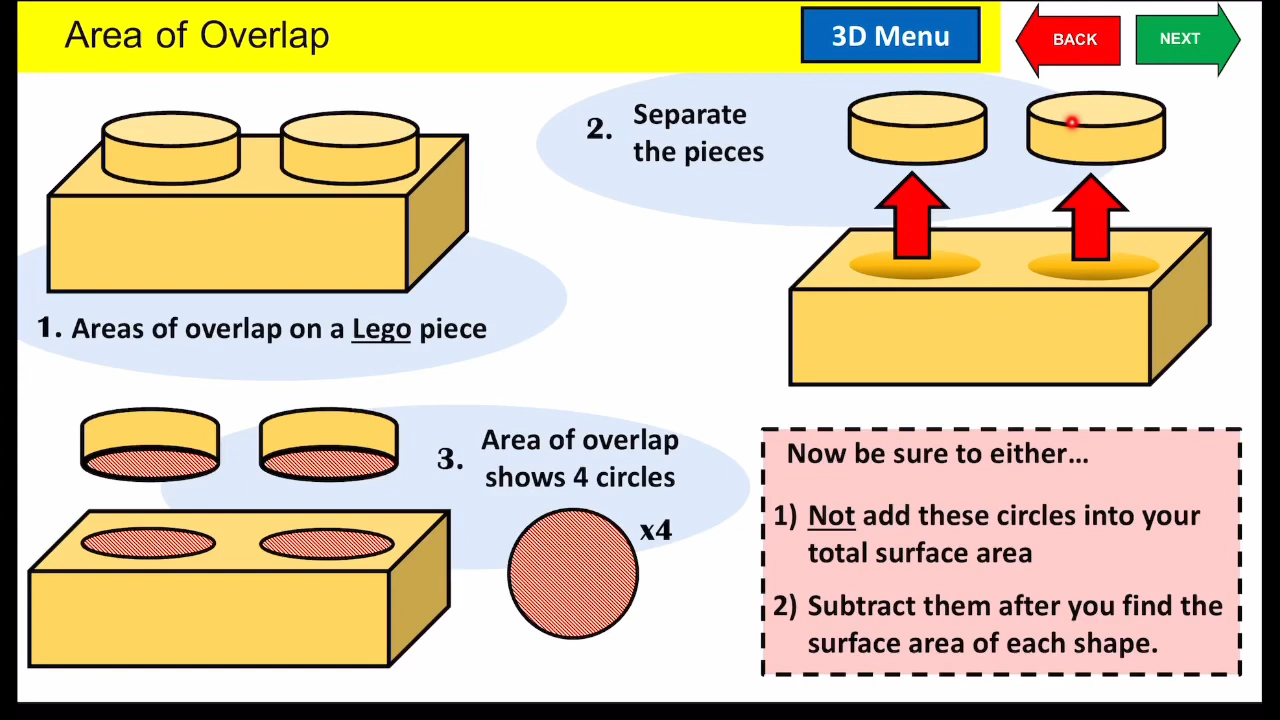 Area of Overlap
3D Menu
BACK
NEXT
1. Areas of overlap on a Lego piece
2. Separate
the pieces
3. Area of overlap
shows 4 circles
x4
Now be sure to either...
1) Not add these circles into your
total surface area
2) Subtract them after you find the
surface area of each shape.